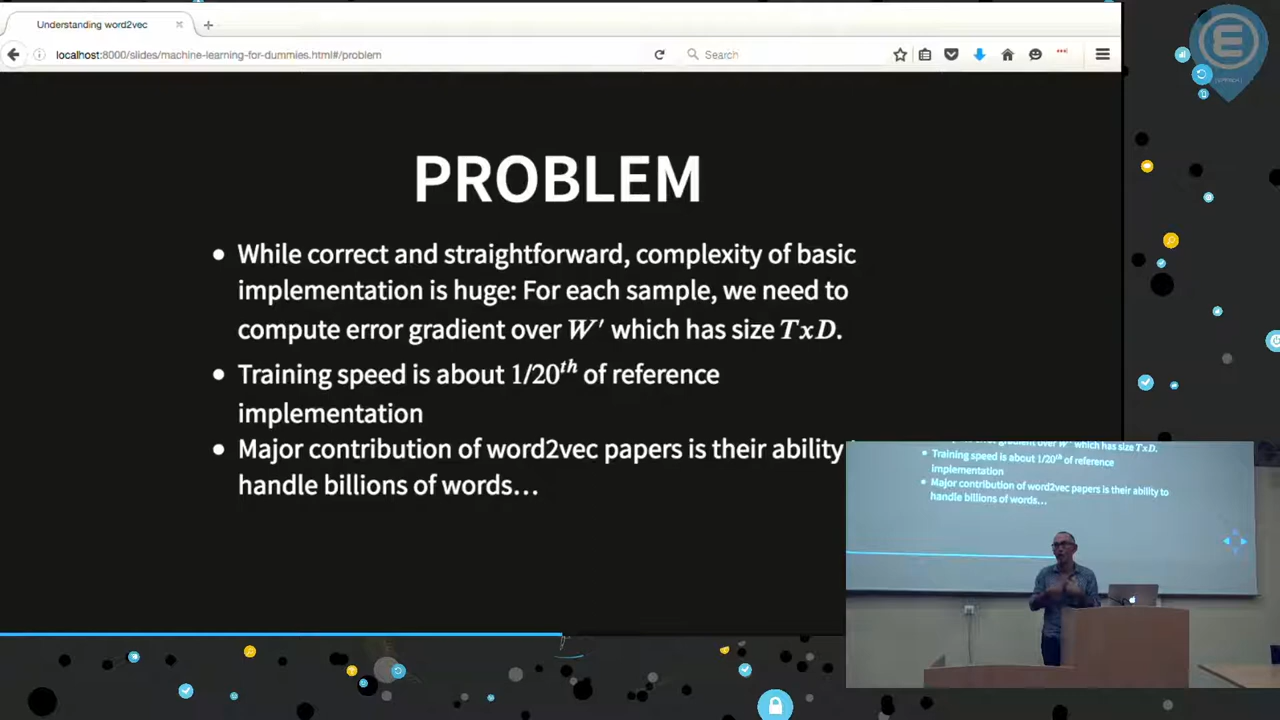 Understanding word2vec
localhost:8000/slides/machine-learning-for-dummies.html#/problem
Search
PROBLEM
While correct and straightforward, complexity of basic
implementation is huge: For each sample, we need to
compute error gradient over W′ which has size TxD.
Training speed is about 1/20th of reference
implementation
Major contribution of word2vec papers is their ability
handle billions of words…
which has size TxD.
Training speed is about 1/20th of reference
implementation
Major contribution of word2vec papers is their ability to
handle billions of words…